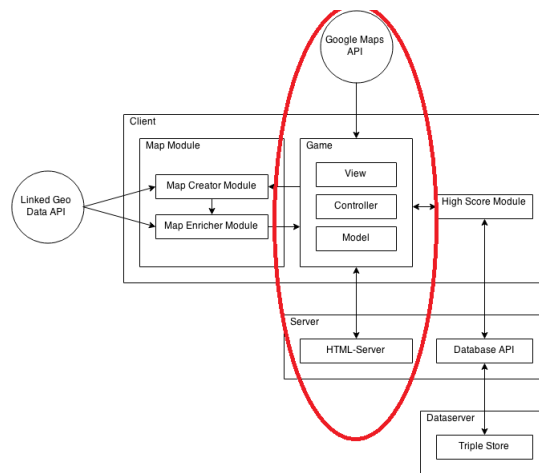 Google Maps
API
Client
Map Module
Game
View
Map Creator Module
Linked Geo
Data API
Controller
High Score Module
Map Enricher Module
Model
Server
HTML-Server
Database API
Dataserver
Triple Store